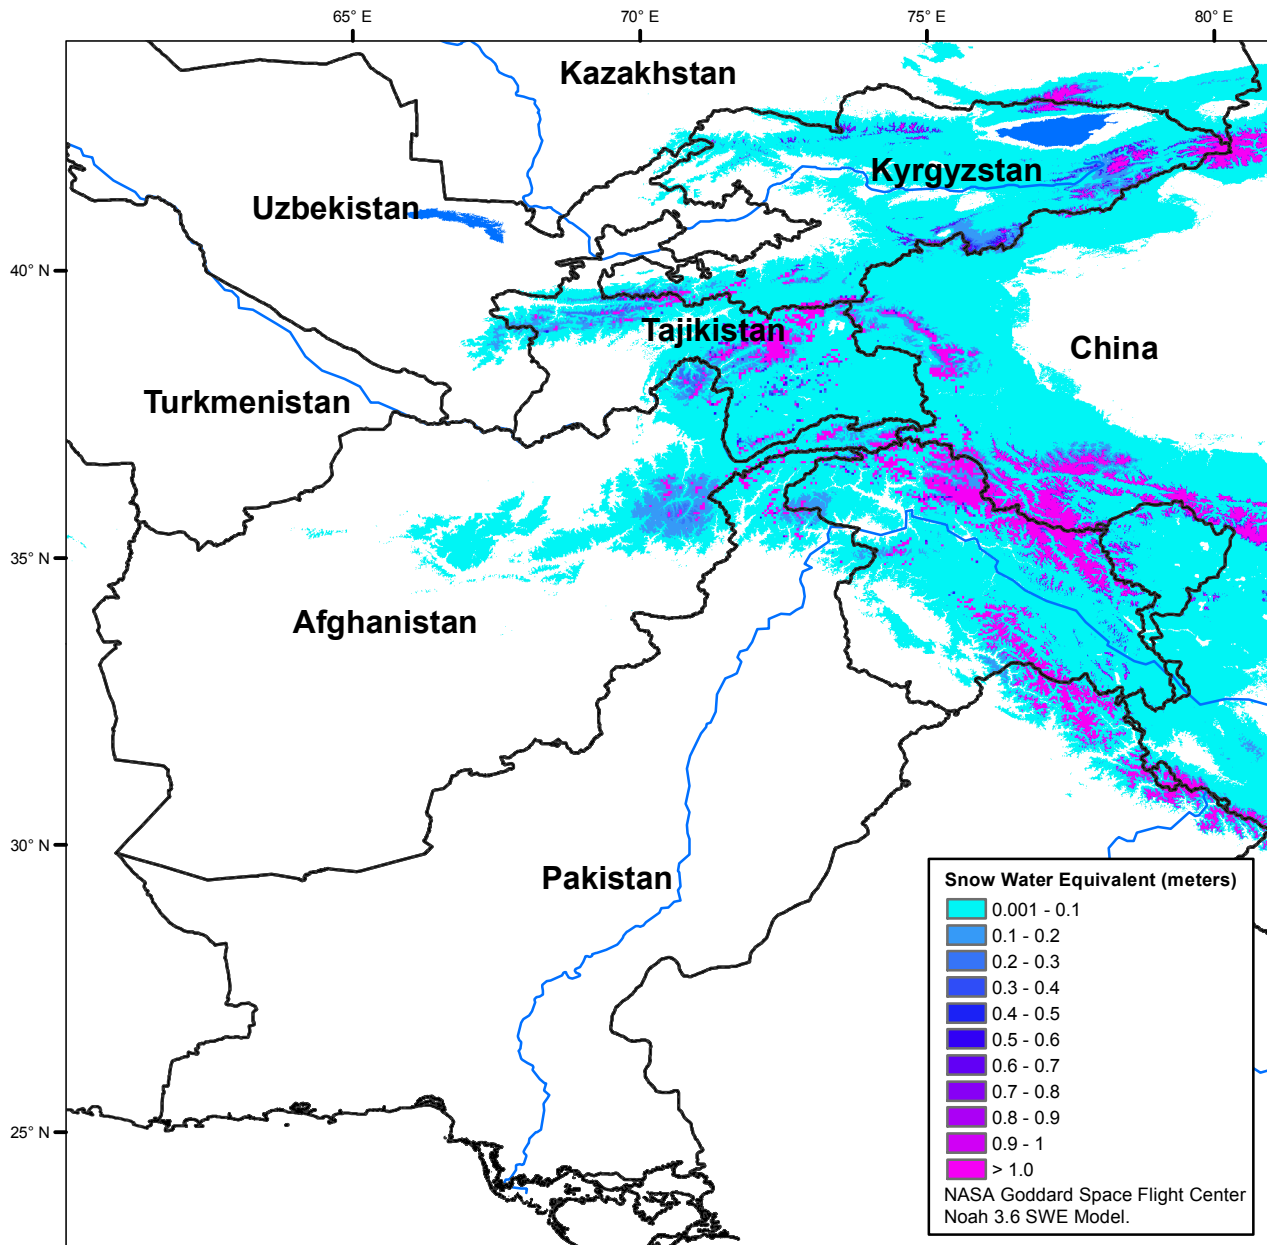 65° E
70° E
75° E
80° E
Kazakhstan
Kyrgyzstan
Uzbekistan
40° N
Tajikistan
China
Turkmenistan
35° N
Afghanistan
30° N
Pakistan
25° N
Snow Water Equivalent (meters)
0.001 - 0.1
0.1 - 0.2
0.2 - 0.3
0.3 - 0.4
0.4 - 0.5
0.5 - 0.6
0.6 - 0.7
0.7 - 0.8
0.8 - 0.9
0.9 - 1
> 1.0
NASA Goddard Space Flight Center
Noah 3.6 SWE Model.